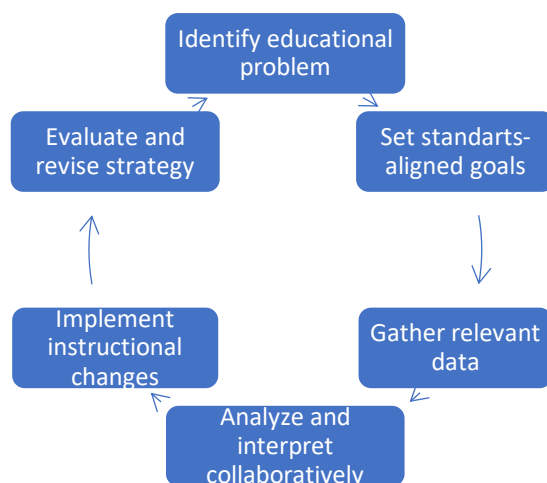 Identify educational
problem
Set standarts-
aligned goals
Gather relevant
data
Analyze and
interpret
collaboratively
Implement
instructional
changes
Evaluate and
revise strategy